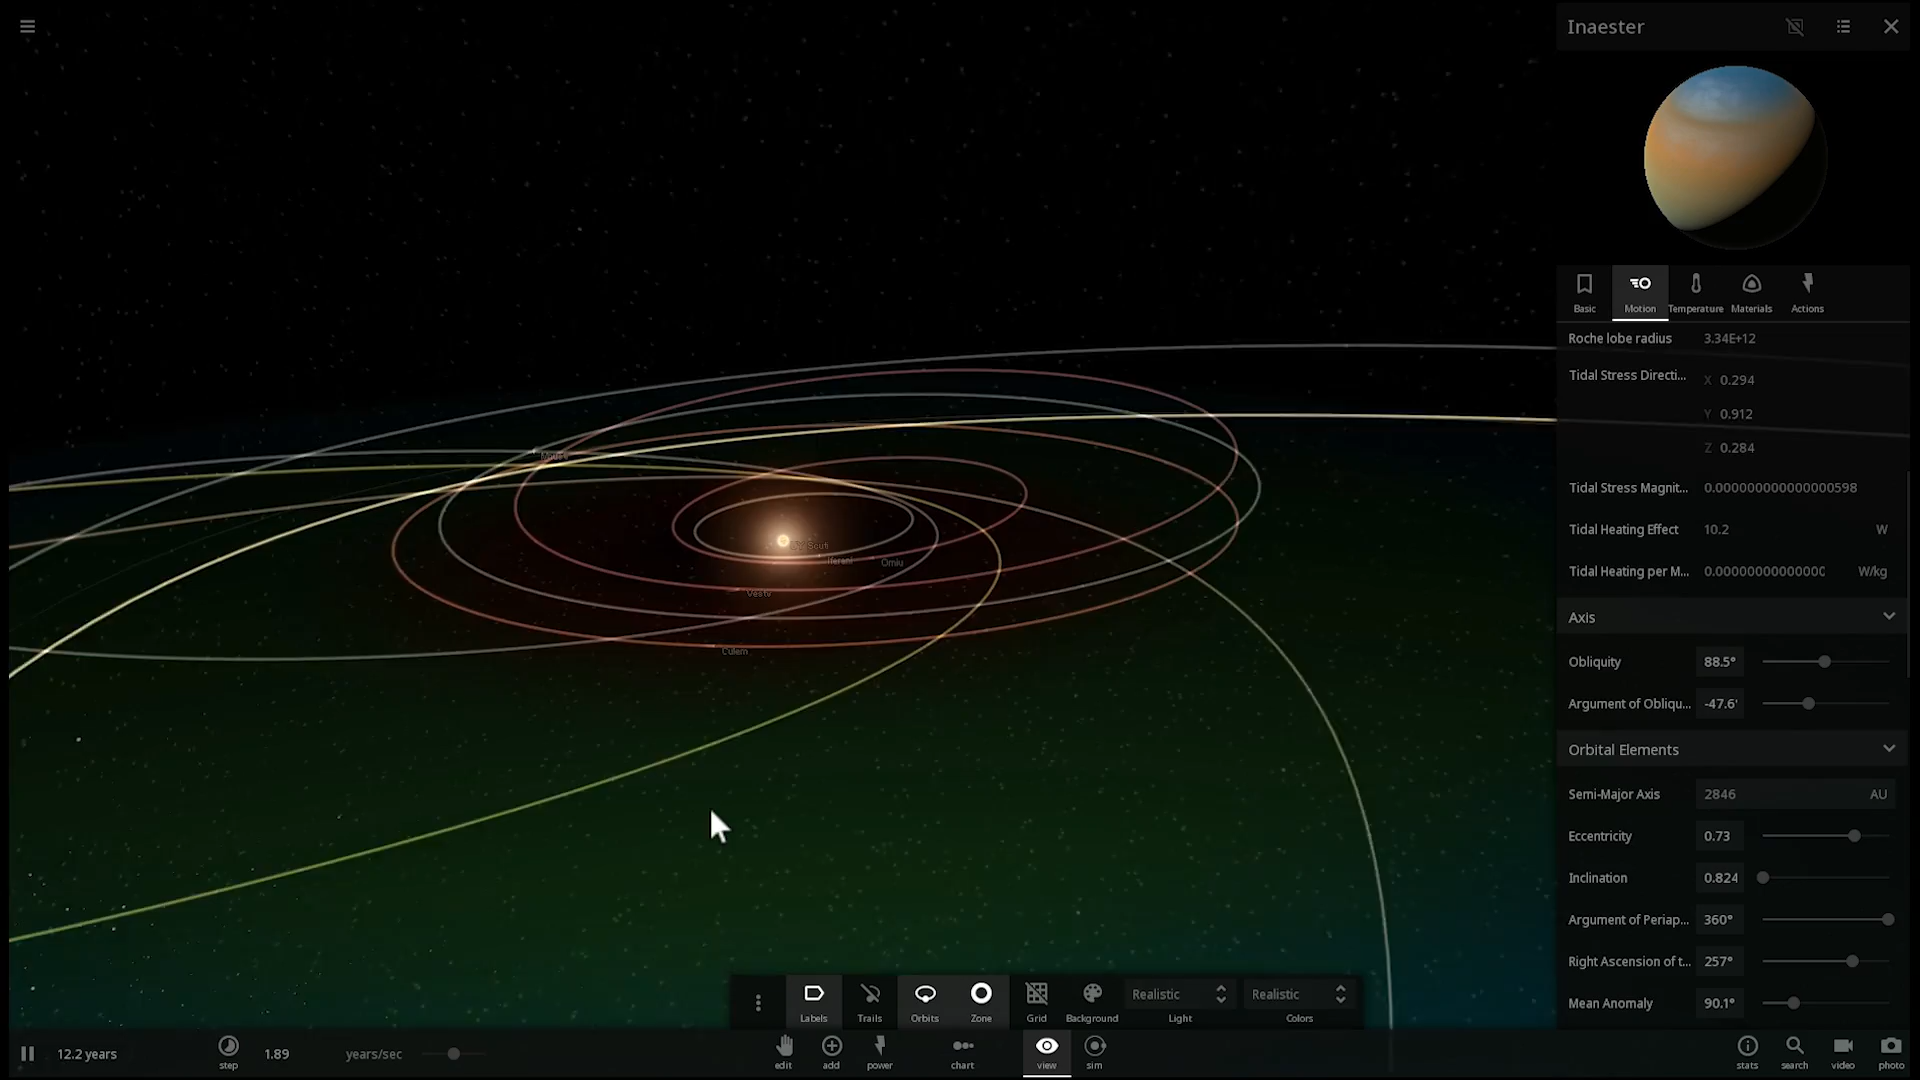 Inaester
Basic
Motion
Temperature
Materials
Actions
Roche lobe radius 3.34E+12
Tidal Stress Directi... X 0.294
Y 0.912
Z 0.284
Tidal Stress Magnit... 0.000000000000000598
Tidal Heating Effect 10.2 W
Tidal Heating per M... W/kg
Axis
Obliquity 88.5°
Argument of Obliqu... -47.6°
Orbital Elements
Semi-Major Axis 2846 AU
Eccentricity 0.73
Inclination 0.824
Argument of Periap... 360°
Right Ascension of t... 257°
Mean Anomaly 90.1°
Scuti
Iferani
Omiu
Vestu
Culem
Realistic
Realistic
Labels
Trails
Orbits
Zone
Grid
Background
Light
Colors
12.2 years
step
1.89 years/sec
edit
add
power
chart
view
sim
stats
search
video
photo